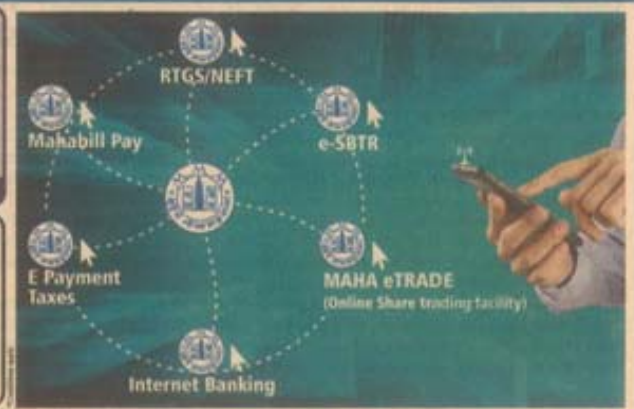 RTGS/NEFT
Mahabill Pay
e-SBTR
E Payment
Taxes
MAHA eTRADE
(Online Share trading facility)
Internet Banking